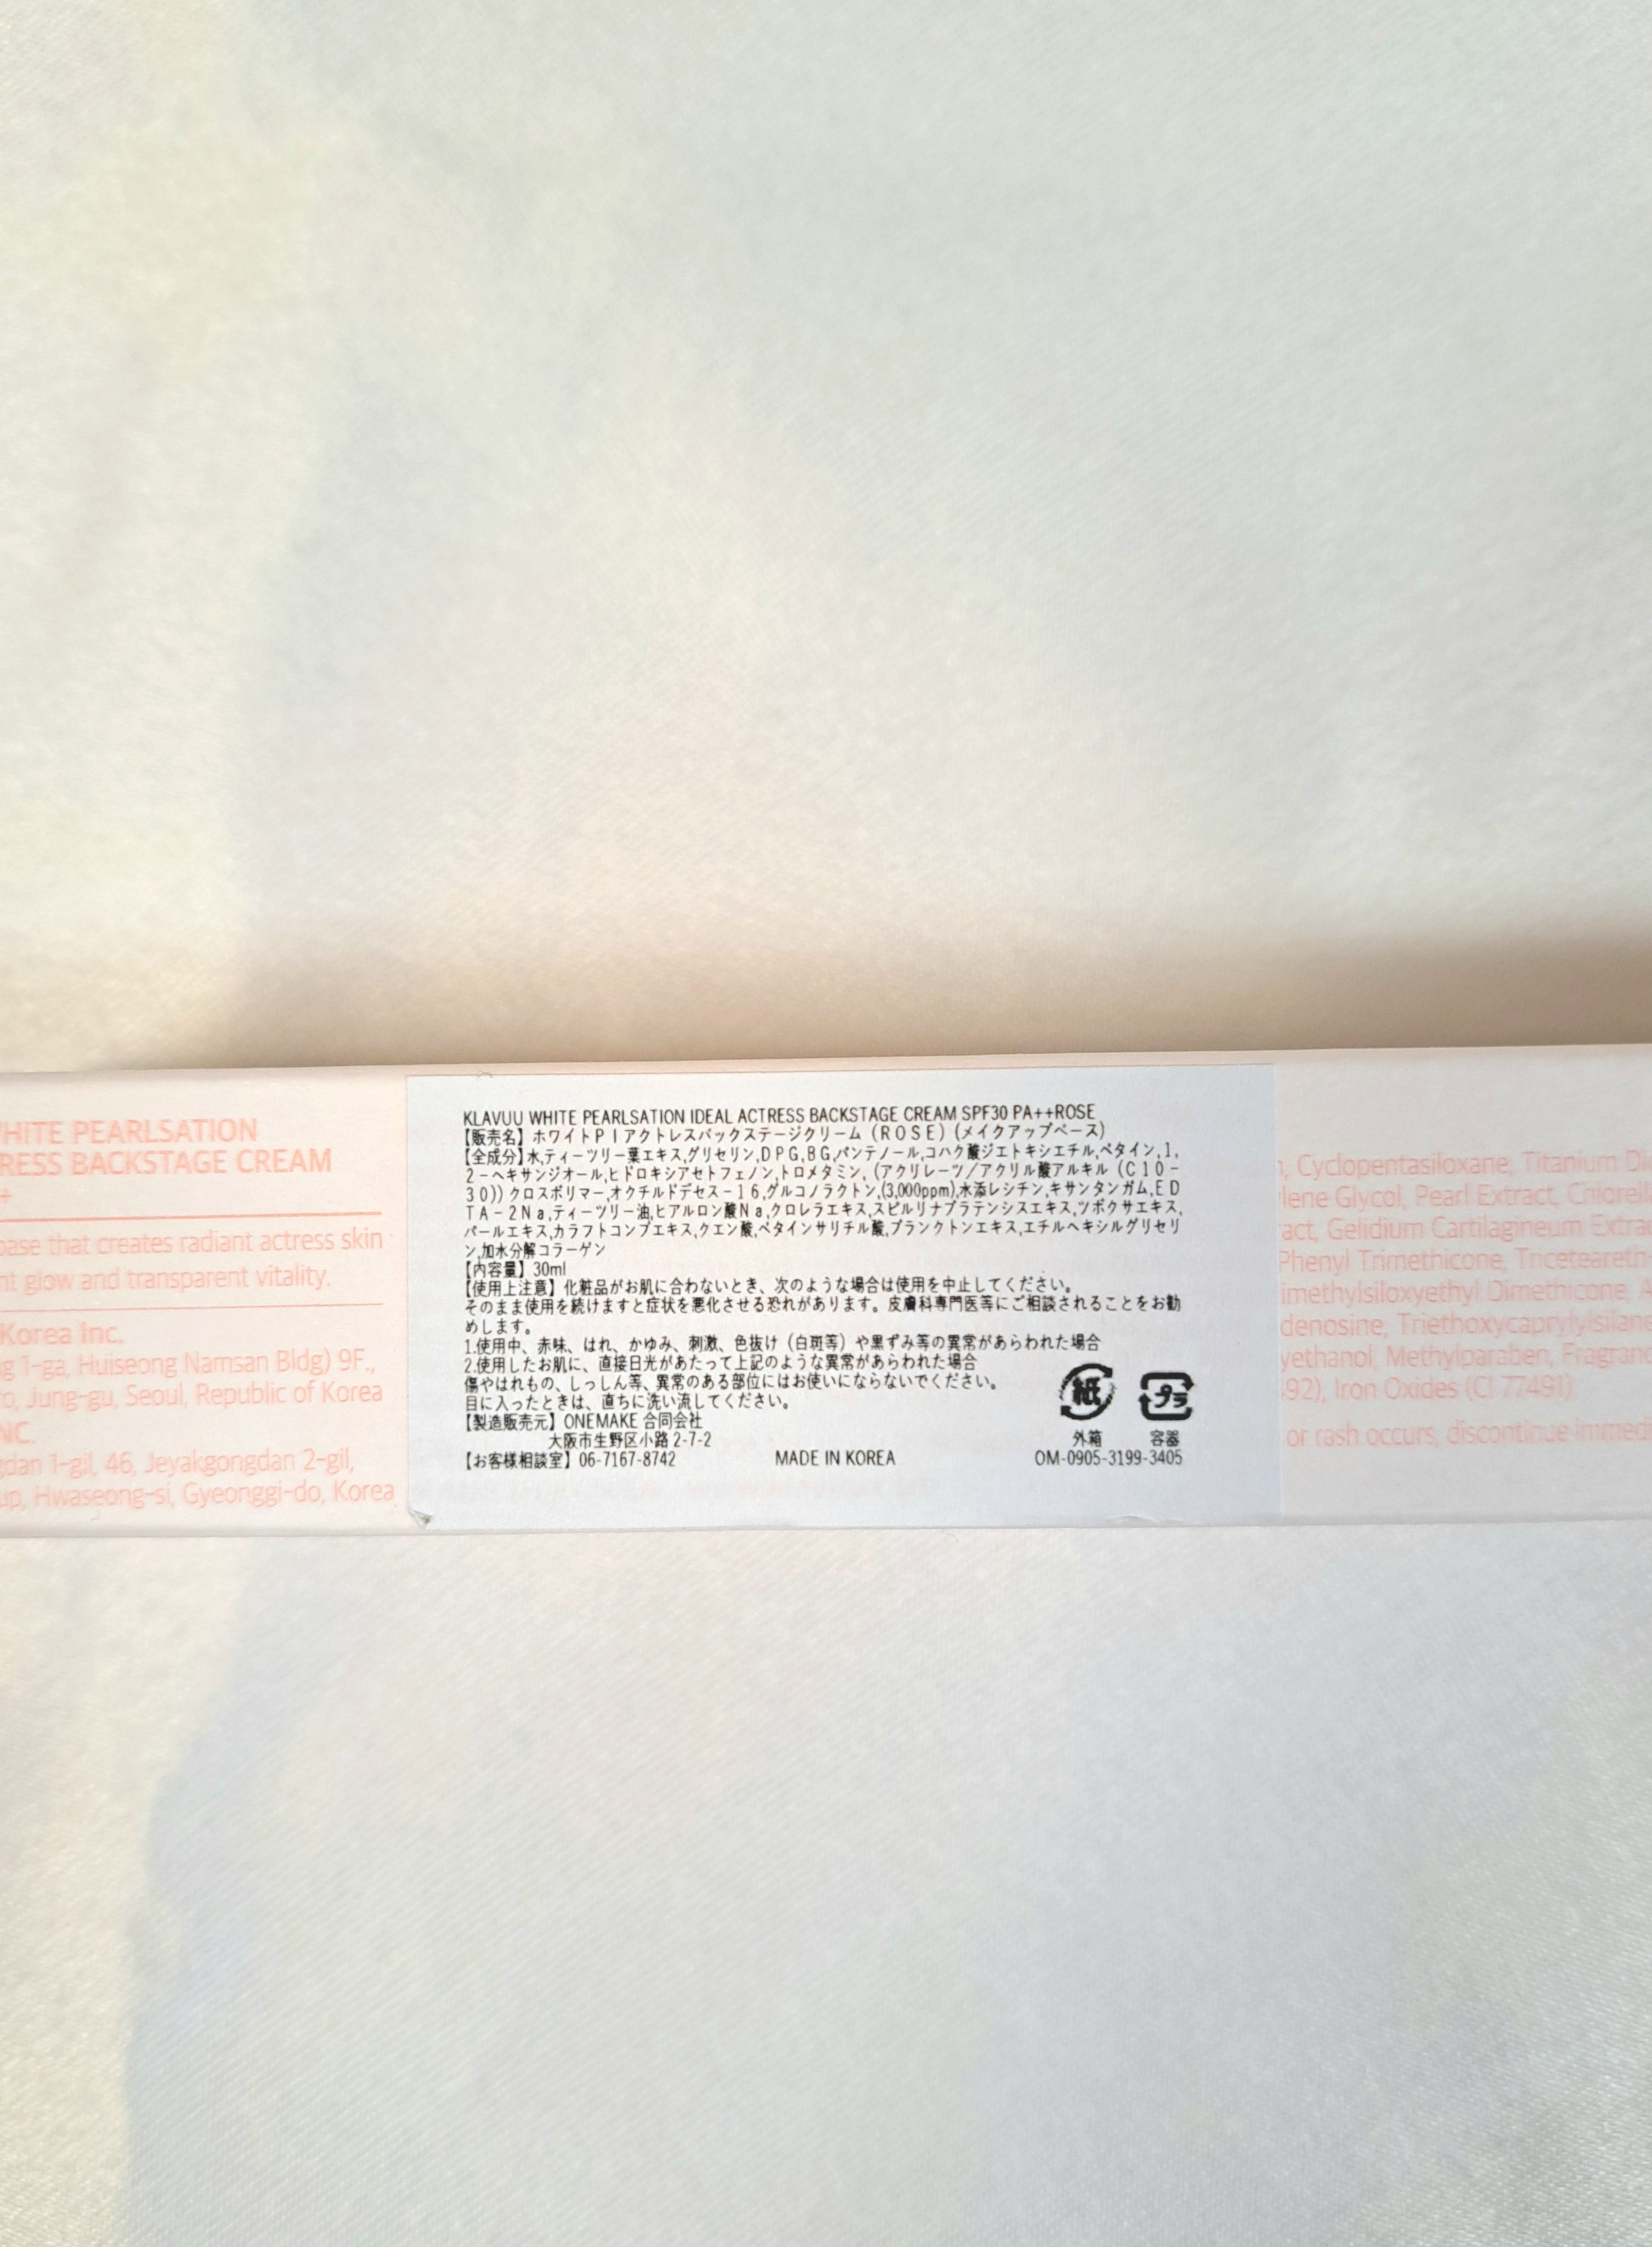 WHITE PEARLSATION
RESS BACKSTAGE CREAM
+
base that creates radiant actress skin
nt glow and transparent vitality.
Korea Inc.
g 1-ga, Huiseong Namsan Bldg) 9F.,
ro, Jung-gu, Seoul, Republic of Korea
NC.
gdan 1-gil, 46, Jeyakgongdan 2-gil,
up, Hwaseong-si, Gyeonggi-do, Korea
KLAVUU WHITE PEARLSATION IDEAL ACTRESS BACKSTAGE CREAM SPF30 PA++ROSE
【販売名】ホワイトPIアクトレスバックステージクリーム(ROSE)(メイクアップベース)
【全成分】水,ティーツリー葉エキス,グリセリン,DPG,BG,パンテノール,コハク酸ジエトキシエチル,ベタイン,1,
2-ヘキサンジオール,ヒドロキシアセトフェノン,トロメタミン,(アクリレーツ/アクリル酸アルキル(C10-
30))クロスポリマー,オクチルドデセス-16,グルコノラクトン,(3,000ppm),水添レシチン,キサンタンガム,ED
TA-2Na,ティーツリー油,ヒアルロン酸Na,クロレラエキス,スピルリナプラテンシスエキス,ツボクサエキス,
パールエキス,カラフトコンブエキス,クエン酸,ベタインサリチル酸,プランクトンエキス,エチルヘキシルグリセリ
ン,加水分解コラーゲン
【内容量】30ml
【使用上注意】化粧品がお肌に合わないとき、次のような場合は使用を中止してください。
そのまま使用を続けますと症状を悪化させる恐れがあります。皮膚科専門医等にご相談されることをお勧
めします。
1.使用中、赤味、はれ、かゆみ、刺激、色抜け(白斑等)や黒ずみ等の異常があらわれた場合
2.使用したお肌に、直接日光があたって上記のような異常があらわれた場合
傷やはれもの、しっしん等、異常のある部位にはお使いにならないでください。
目に入ったときは、直ちに洗い流してください。
【製造販売元】ONEMAKE 合同会社
大阪市生野区小路 2-7-2
【お客様相談室】06-7167-8742 MADE IN KOREA
紙 プラ
外箱 容器
OM-0905-3199-3405
Cyclopentasiloxane, Titanium Di
lene Glycol, Pearl Extract, Chlorell
act, Gelidium Cartilagineum Extra
Phenyl Trimethicone, Triceteareth
imethylsiloxyethyl Dimethicone, A
denosine, Triethoxycaprylylsilane
yethanol, Methylparaben, Fragra
92), Iron Oxides (CI 77491)
or rash occurs, discontinue immed